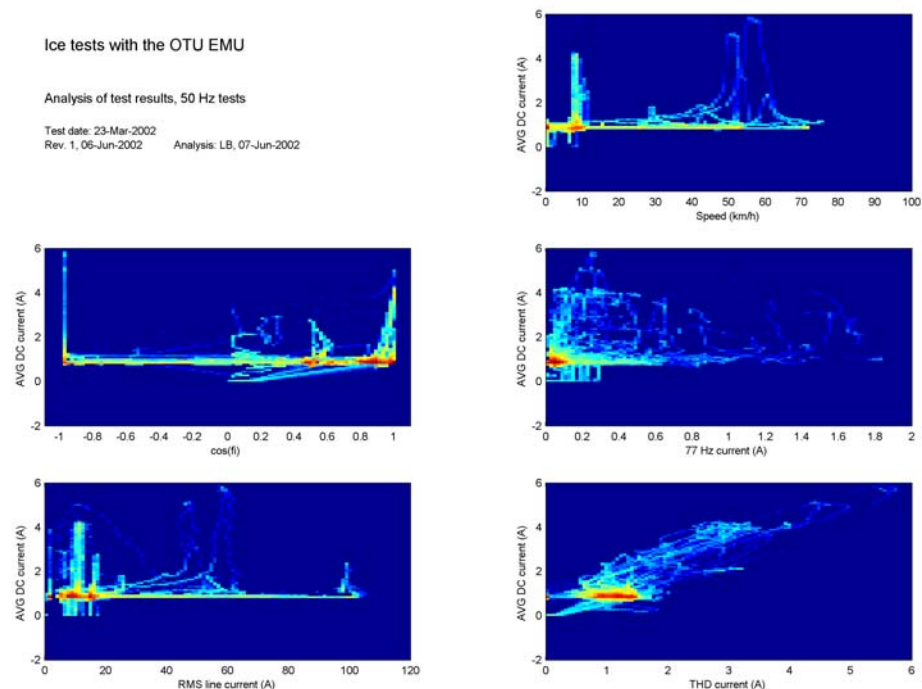 Ice tests with the OTU EMU
Analysis of test results, 50 Hz tests
Test date: 23-Mar-2002
Rev. 1, 06-Jun-2002 Analysis: LB, 07-Jun-2002
AVG DC current (A)
6
4
2
0
-2
0 10 20 30 40 50 60 70 80 90 100
Speed (km/h)
AVG DC current (A)
6
4
2
0
-2
-1 -0.8 -0.6 -0.4 -0.2 0 0.2 0.4 0.6 0.8 1
cos(fi)
AVG DC current (A)
6
4
2
0
-2
0 0.2 0.4 0.6 0.8 1 1.2 1.4 1.6 1.8 2
77 Hz current (A)
AVG DC current (A)
6
4
2
0
-2
0 20 40 60 80 100 120
RMS line current (A)
AVG DC current (A)
6
4
2
0
-2
0 1 2 3 4 5 6
THD current (A)